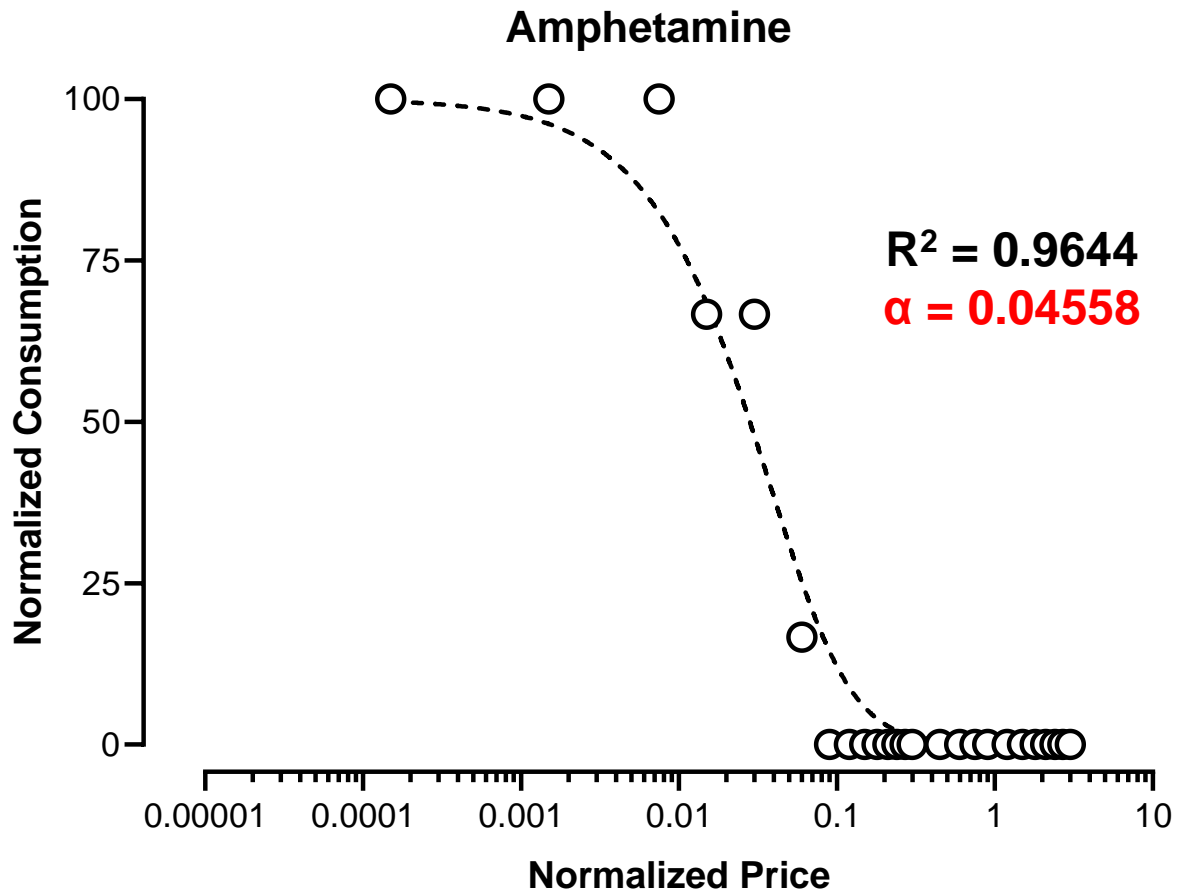 Amphetamine
100
75
50
25
0
Normalized Consumption
R² = 0.9644
α = 0.04558
0.00001 0.0001 0.001 0.01 0.1 1 10
Normalized Price